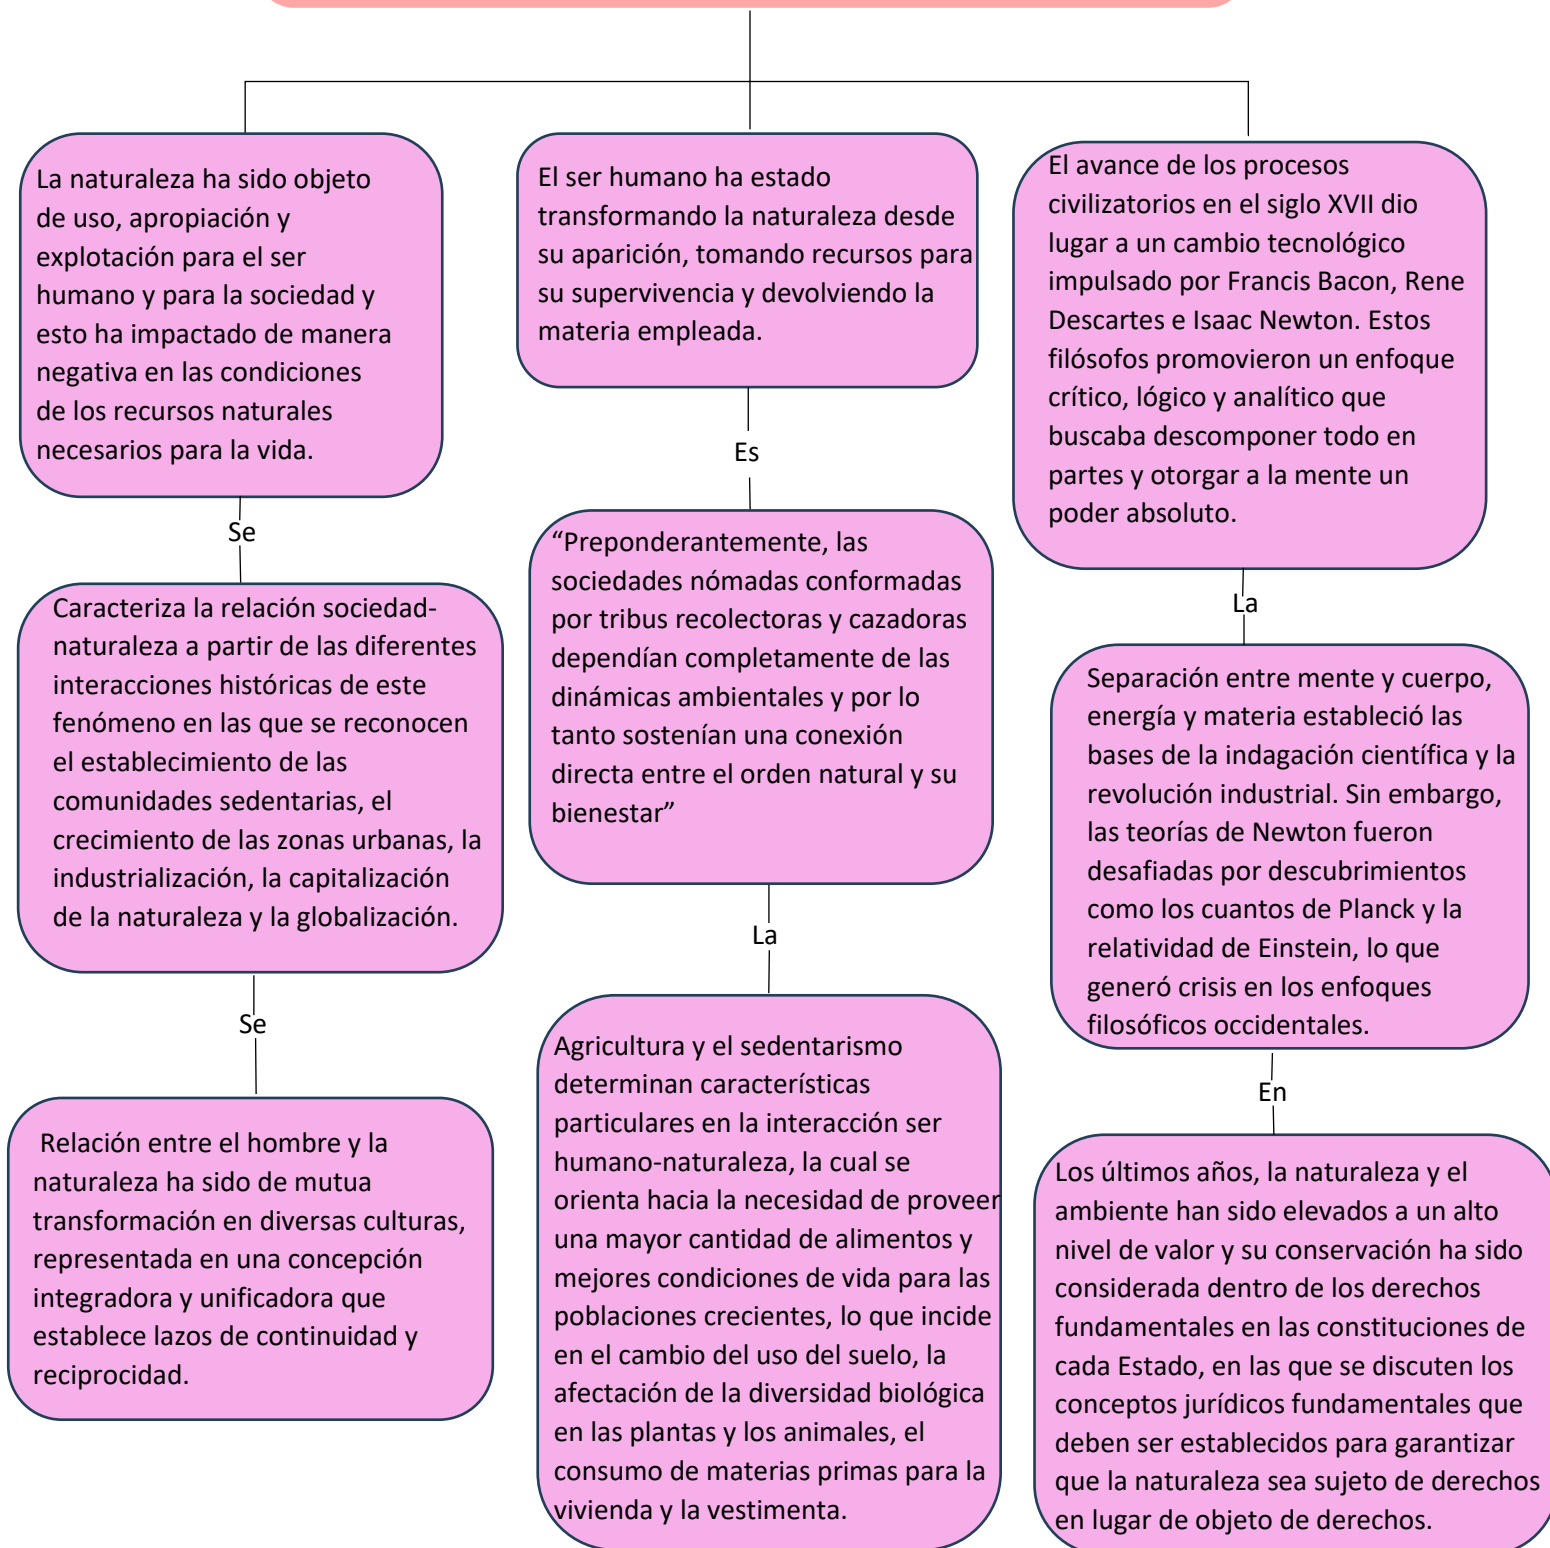 La naturaleza ha sido objeto
de uso, apropiación y
explotación para el ser
humano y para la sociedad y
esto ha impactado de manera
negativa en las condiciones
de los recursos naturales
necesarios para la vida.
Se
Caracteriza la relación sociedad-
naturaleza a partir de las diferentes
interacciones históricas de este
fenómeno en las que se reconocen
el establecimiento de las
comunidades sedentarias, el
crecimiento de las zonas urbanas, la
industrialización, la capitalización
de la naturaleza y la globalización.
Se
Relación entre el hombre y la
naturaleza ha sido de mutua
transformación en diversas culturas,
representada en una concepción
integradora y unificadora que
establece lazos de continuidad y
reciprocidad.
El ser humano ha estado
transformando la naturaleza desde
su aparición, tomando recursos para
su supervivencia y devolviendo la
materia empleada.
Es
“Preponderantemente, las
sociedades nómadas conformadas
por tribus recolectoras y cazadoras
dependían completamente de las
dinámicas ambientales y por lo
tanto sostenían una conexión
directa entre el orden natural y su
bienestar”
La
Agricultura y el sedentarismo
determinan características
particulares en la interacción ser
humano-naturaleza, la cual se
orienta hacia la necesidad de proveer
una mayor cantidad de alimentos y
mejores condiciones de vida para las
poblaciones crecientes, lo que incide
en el cambio del uso del suelo, la
afectación de la diversidad biológica
en las plantas y los animales, el
consumo de materias primas para la
vivienda y la vestimenta.
El avance de los procesos
civilizatorios en el siglo XVII dio
lugar a un cambio tecnológico
impulsado por Francis Bacon, Rene
Descartes e Isaac Newton. Estos
filósofos promovieron un enfoque
crítico, lógico y analítico que
buscaba descomponer todo en
partes y otorgar a la mente un
poder absoluto.
La
Separación entre mente y cuerpo,
energía y materia estableció las
bases de la indagación científica y la
revolución industrial. Sin embargo,
las teorías de Newton fueron
desafiadas por descubrimientos
como los cuantos de Planck y la
relatividad de Einstein, lo que
generó crisis en los enfoques
filosóficos occidentales.
En
Los últimos años, la naturaleza y el
ambiente han sido elevados a un alto
nivel de valor y su conservación ha sido
considerada dentro de los derechos
fundamentales en las constituciones de
cada Estado, en las que se discuten los
conceptos jurídicos fundamentales que
deben ser establecidos para garantizar
que la naturaleza sea sujeto de derechos
en lugar de objeto de derechos.